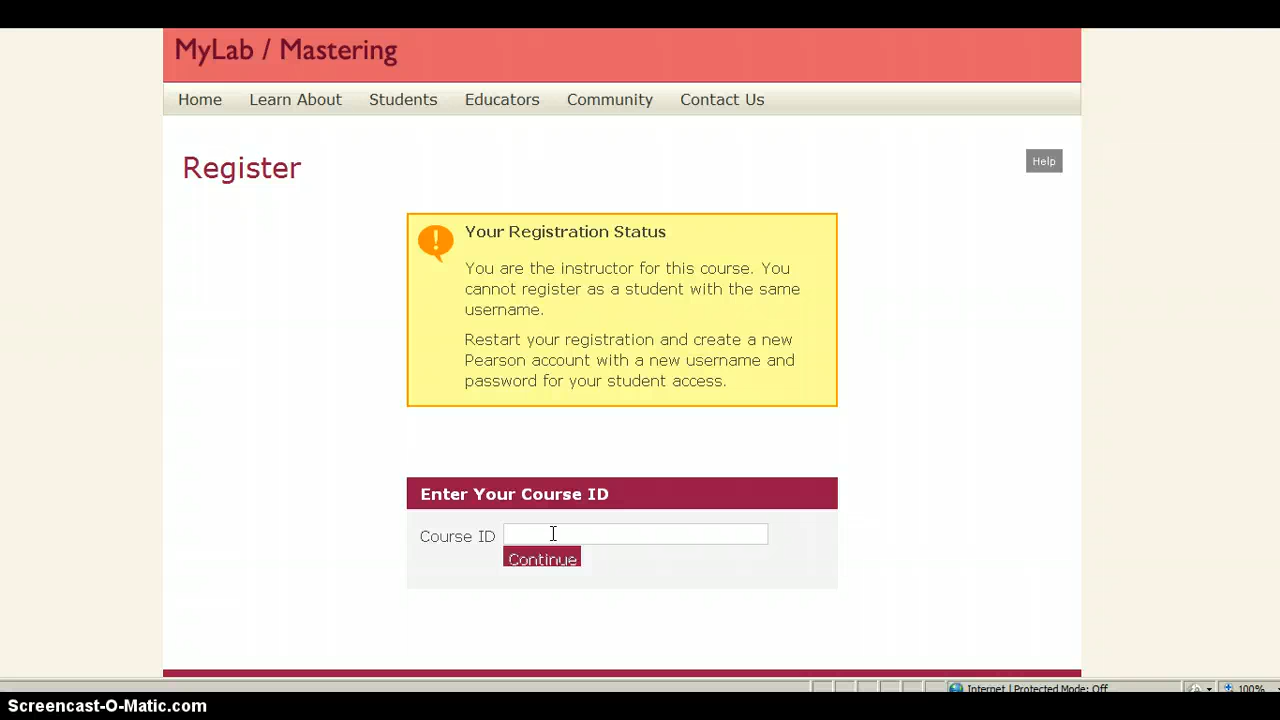 MyLab / Mastering
Home Learn About Students Educators Community Contact Us
Register
Help
Your Registration Status
You are the instructor for this course. You
cannot register as a student with the same
username.
Restart your registration and create a new
Pearson account with a new username and
password for your student access.
Enter Your Course ID
Course ID
Continue
Internet | Protected Mode: Off
100%
Screencast-O-Matic.com